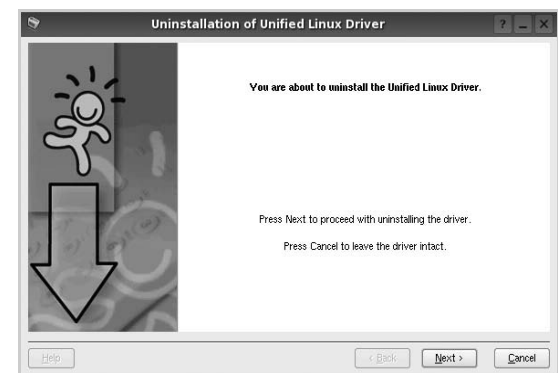 Uninstallation of Unified Linux Driver
You are about to uninstall the Unified Linux Driver.
Press Next to proceed with uninstalling the driver.
Press Cancel to leave the driver intact.
Help
< Back
Next >
Cancel